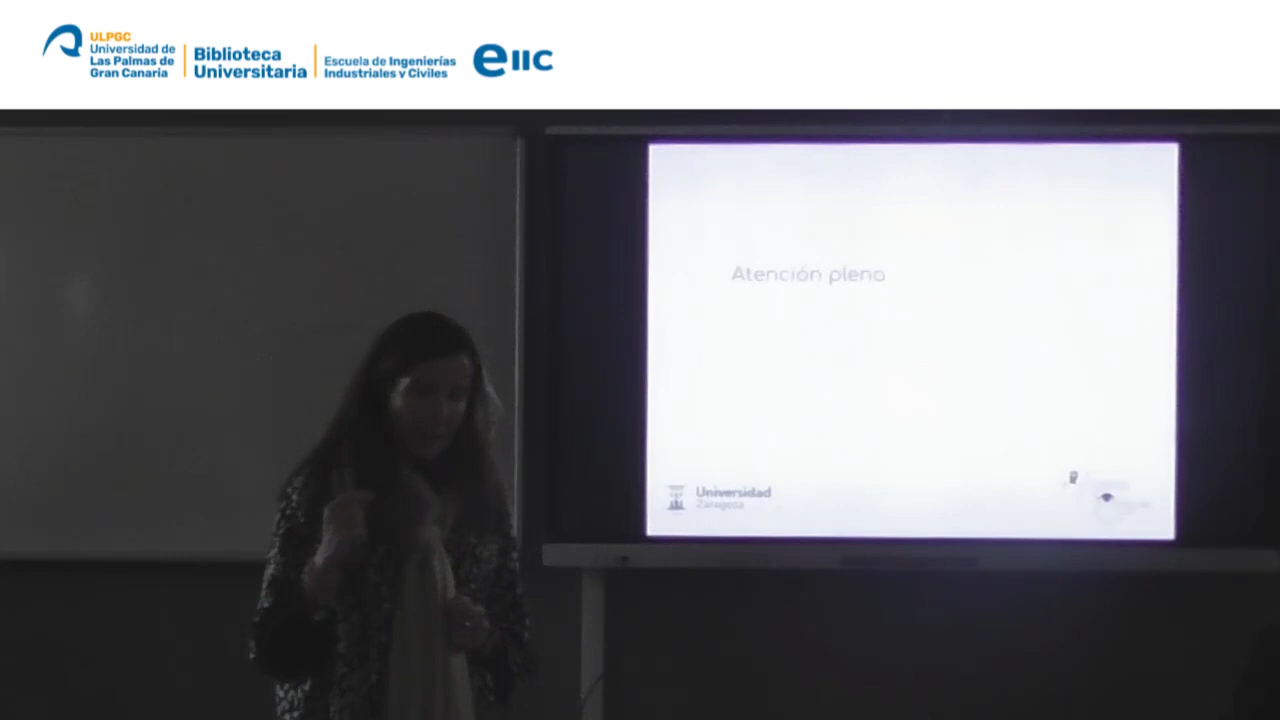 ULPGC
Universidad de
Las Palmas de
Gran Canaria
Biblioteca
Universitaria
Escuela de Ingenierías
Industriales y Civiles
eiic
Atención plena
Universidad
Zaragoza